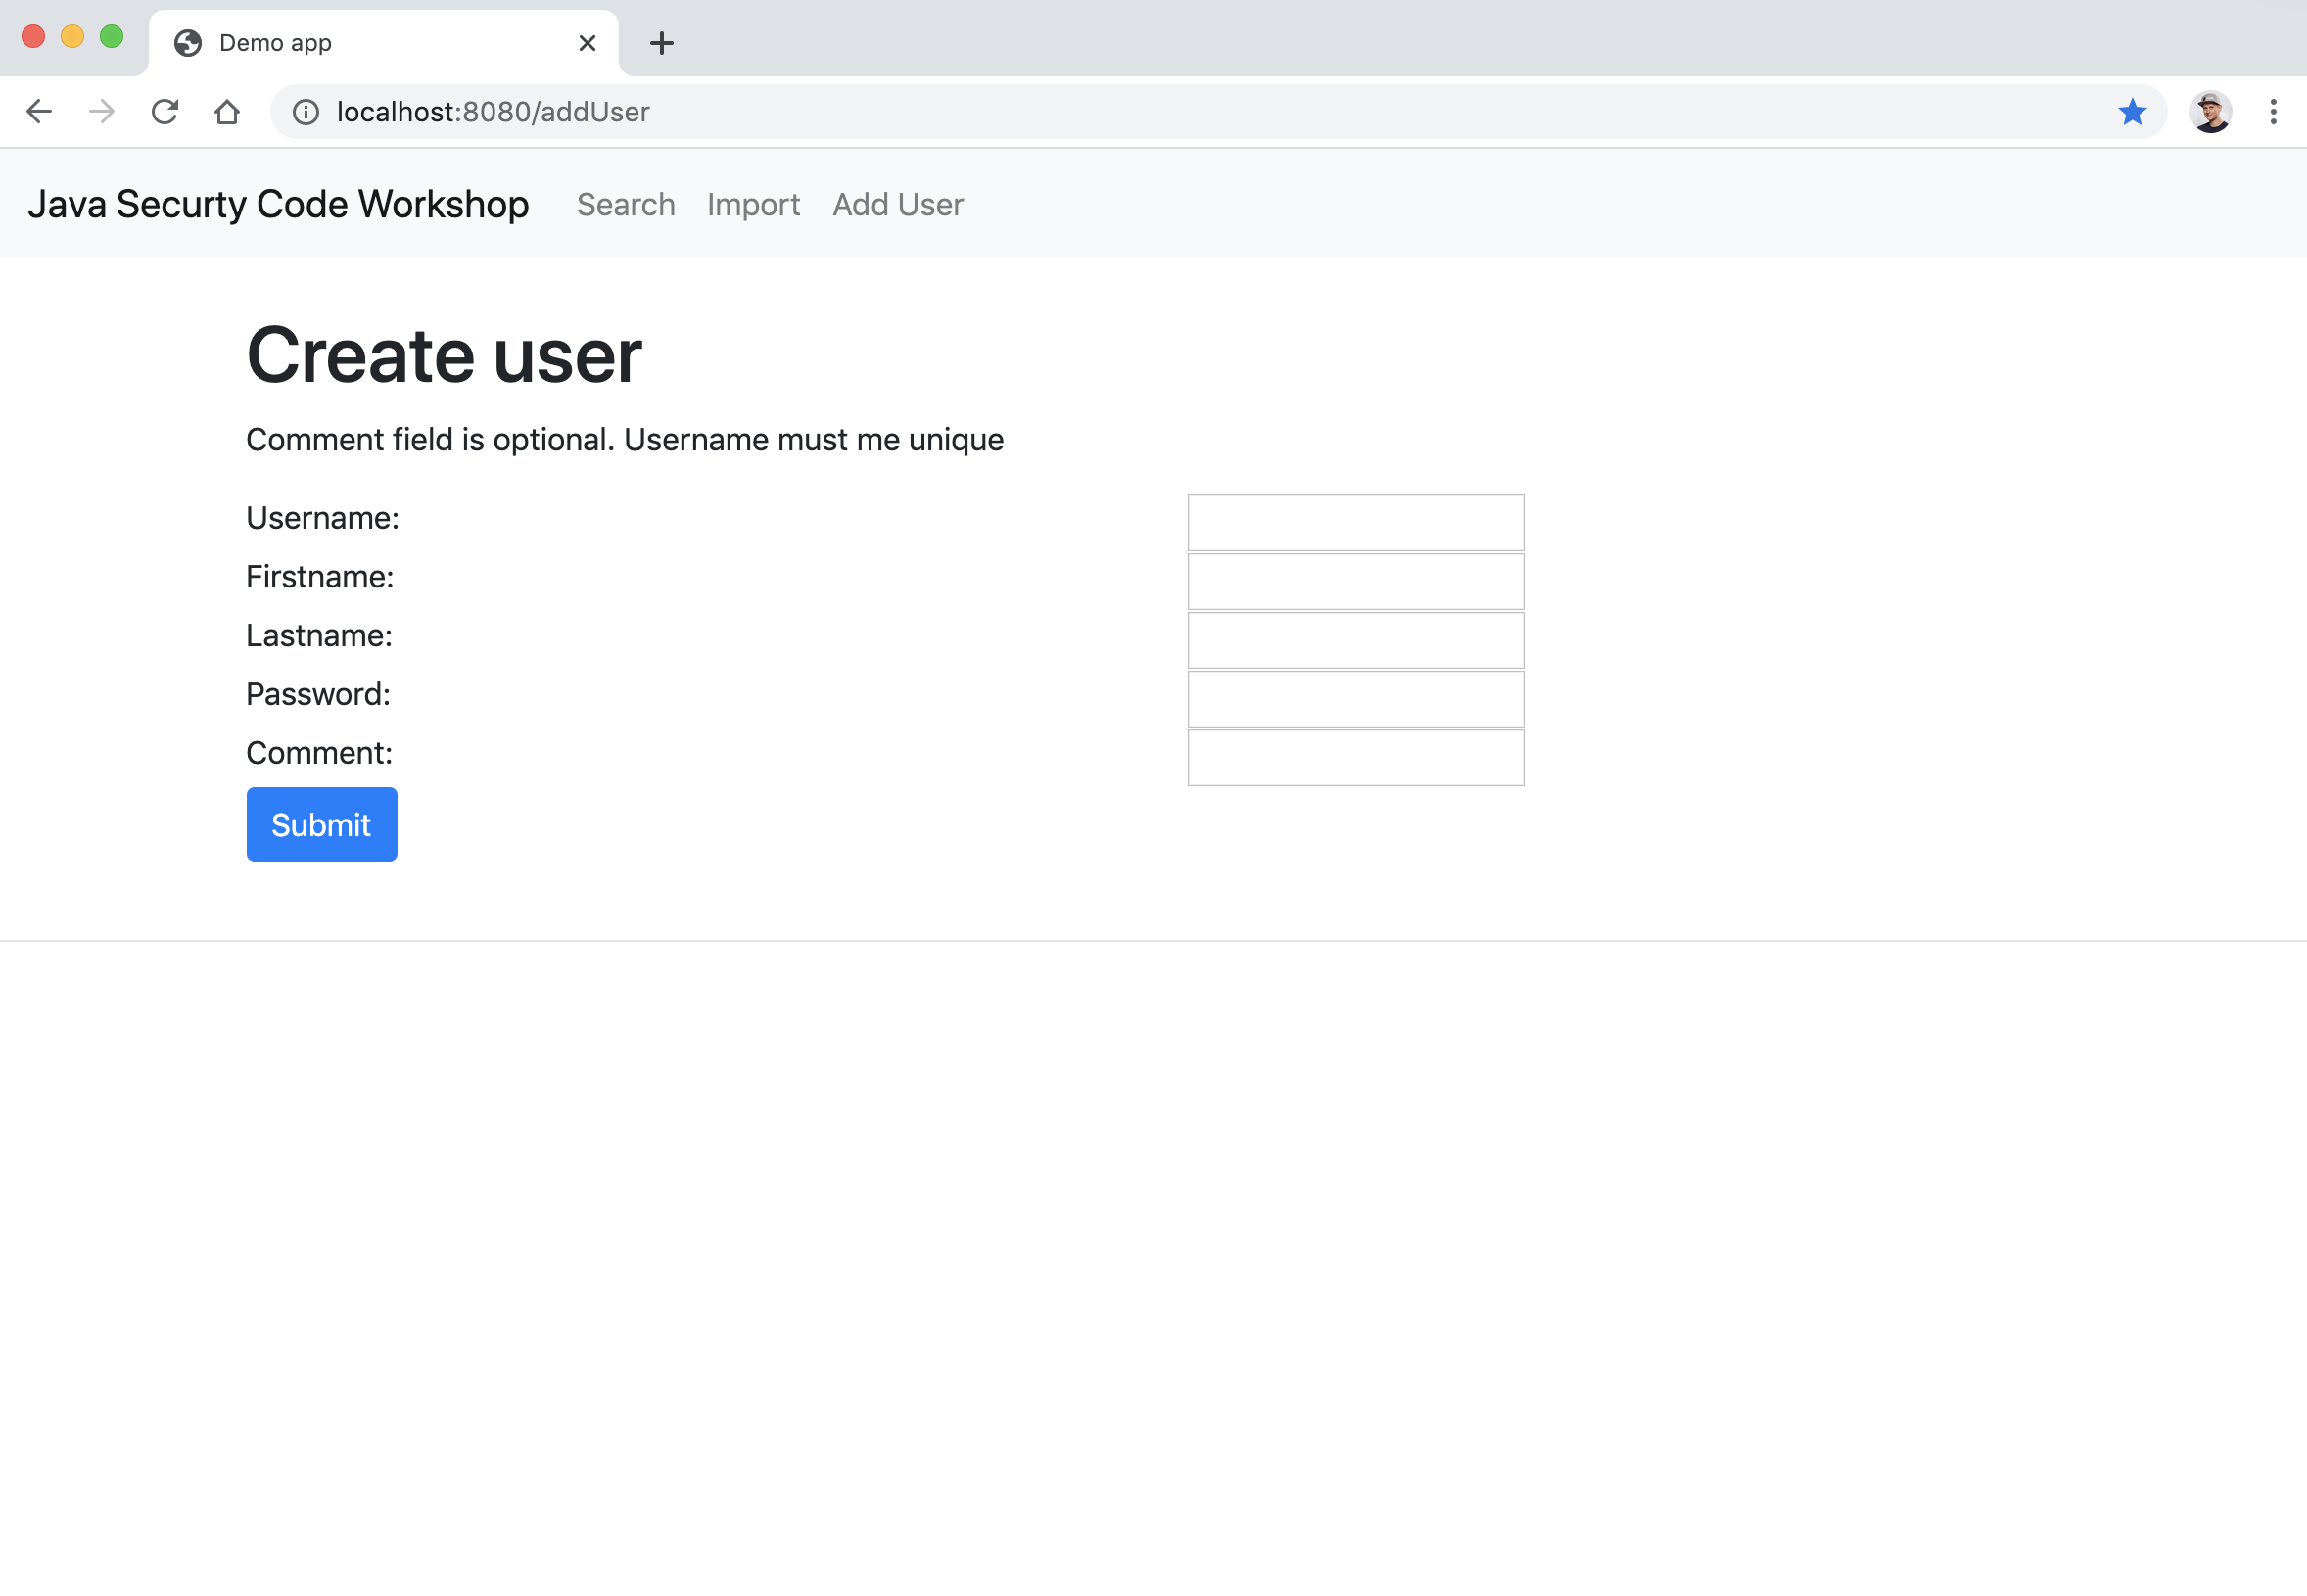 Demo app
localhost:8080/addUser
Java Securty Code Workshop Search Import Add User
Create user
Comment field is optional. Username must me unique
Username:
Firstname:
Lastname:
Password:
Comment:
Submit